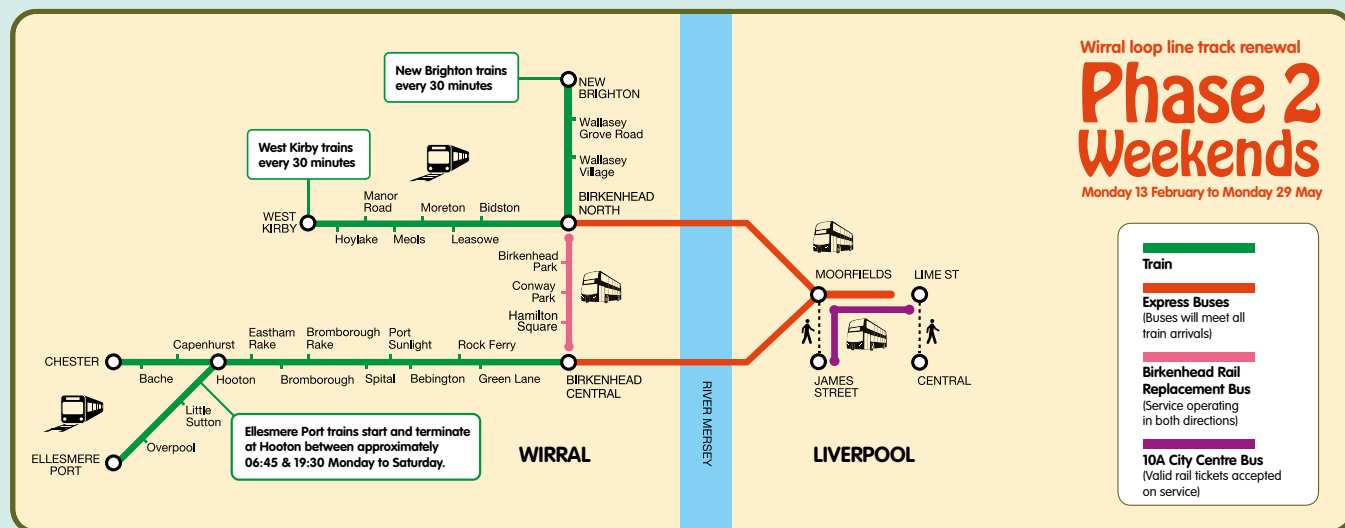 Wirral loop line track renewal
Phase 2
Weekends
Monday 13 February to Monday 29 May
New Brighton trains
every 30 minutes
NEW
BRIGHTON
Wallasey
Grove Road
Wallasey
Village
West Kirby trains
every 30 minutes
BIRKENHEAD
NORTH
WEST
KIRBY
Manor
Road
Moreton
Bidston
Hoylake
Meols
Leasowe
Birkenhead
Park
Conway
Park
Hamilton
Square
MOORFIELDS
LIME ST
JAMES
STREET
CENTRAL
CHESTER
Capenhurst
Eastham
Rake
Bromborough
Rake
Port
Sunlight
Rock Ferry
Bache
Hooton
Bromborough
Spital
Bebington
Green Lane
BIRKENHEAD
CENTRAL
Little
Sutton
Overpool
ELLESMERE
PORT
Ellesmere Port trains start and terminate
at Hooton between approximately
06:45 & 19:30 Monday to Saturday.
WIRRAL
RIVER MERSEY
LIVERPOOL
Train
Express Buses
(Buses will meet all
train arrivals)
Birkenhead Rail
Replacement Bus
(Service operating
in both directions)
10A City Centre Bus
(Valid rail tickets accepted
on service)